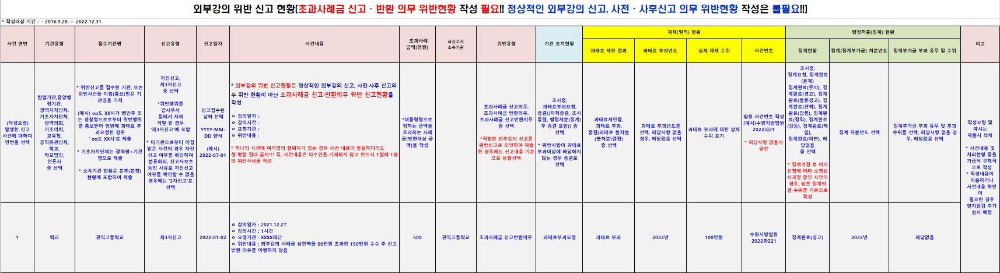 외부강의 위반 신고 현황(초과사례금 신고ㆍ반환 의무 위반현황 작성 필요!! 정상적인 외부강의 신고, 사전ㆍ사후신고 의무 위반현황 작성은 불필요!!)
* 작성대상 기간 : : 2016.9.28. ~ 2022.12.31.
사건 연번
기관유형
접수기관명
신고유형
신고일자
사건내용
초과사례
금액(천원)
피신고자
소속기관
위반유형
기관 조치현황
제재(벌칙) 현황
과태료 재판 결과
과태료 부과년도
상세 제재 수위
사건번호
행정처분(징계) 현황
징계현황
징계(징계부가금) 처분년도
징계부가금 부과 유무 및 수위
비고
(작성요령)
발생한 신고
사건에 대하여
연번을 선택
헌법기관,중앙행
정기관,
광역자치단체.
기초자치단체.
광역의회,
기초의회,
교육청,
공직유관단체,
학교,
학교법인,
언론사
중 선택
* 위반신고를 접수한 기관, 또는
위반사건을 이첩(통보)받은 기
관명을 기재
(예시) oo도 XX시가 행안부 또
는 경찰청으로로부터 위반행위
를 통보받아 법원에 과태료 부
과요청한 경우
' oo도 XX시'로 제출
* 기초자치단체는 광역명+기관
명으로 제출
* 소속기관 현황은 본부(본청)
현황에 포함하여 제출
자진신고,
제3자신고
중 선택
*위반행위를
감사부서
등에서 자체
적발 한 경우
'제3자신고'에 포함
* 타기관으로부터 이첩
받은 사건의 경우 자진
신고 여부를 확인하여
분류하되, 신고자보호
등의 사유로 자진신고
여부를 확인할 수 없을
경우에는 '3자신고'로
선택
신고접수된
날짜 선택
YYYY-MM-
DD 양식
(예시)
2022-07-01
* 외부강의 위반 신고현황은 정상적인 외부강의 신고, 사전·사후 신고의
무 위반 현황이 아닌 초과사례금 신고·반환의무 위반 신고현황을
작성
ㅇ 강의일자 :
ㅇ 강의시간 :
ㅇ 요청기관 :
ㅇ 위반내용 :
* 하나의 사건에 여러명의 행위자가 있는 경우 사건 내용이 동일하더라도
셀 병합 절대 금지!!! 즉, 사건내용은 다수인을 기재하지 않고 반드시 1열에 1명
의 위반사실을 작성
*대통령령으로
정하는 금액을
초과하는 사례
금(반환대상 금
액)을 작성
초과사례금 신고의무,
초과사례금 반환의무,
초과사례금 신고반환의무
중 선택
*적법한 외부강의 신고를
위반신고로 오인하여 제출
한 경우에도 신고내용 기준
으로 유형선택
조사중,
과태료부과요청,
종결((자체종결, 조사
종결, 행정처분(징계)
후 종결 포함)) 중
선택
* 위반사항이 과태료
부과대상에 해당하지
않는 경우 종결로
선택
과태료재판중,
과태료 부과,
종결(과태료 불처벌
(불처분)결정)
중 선택
과태료 부과년도를
선택, 해당사항 없을
경우, 해당없음 선택
과태료 부과에 대한 상세
수위 표기
법원 사건번호 작성
(예시)수원지방법원
2022과21
* 해당사항 없을시
공란
조사중,
징계요청, 징계완료
(훈계)
징계완료(주의), 징
계완료(경고), 징계
완료(불문경고), 징
계완료(견책), 징계
완료(감봉), 징계완
료(정직), 징계완료
(강등), 징계완료(해
임),
징계완료(파면), 해
당없음
중 선택
* 징계의결 후 이의
신청에 따라 소청심
사과정 중인 사안의
경우, 당초 징계의
결 수위를 기준으로
작성
징계 처분년도 선택
징계부가금 부과 유무 및 부과
수위를 선택, 해당사항 없을 경
우, 해당없음 선택
작성요령 및
예시는
제출시 삭제
* 사건내용 및
처리현황 등을
가급적 구체적
으로 작성
* 작성내용이
미흡하거나
사건내용 확인
이
필요한 경우
현지점검 추가
실시 예정
1
학교
권익고등학교
제3자신고
2022-01-02
ㅇ 강의일자 : 2021.12.27.
ㅇ 강의시간 : 1시간
ㅇ 요청기관 : XXXX재단
ㅇ 위반내용 : 외부강의 사례금 상한액을 50만원 초과한 150만원 수수 후 신고
반환 의무를 이행하지 않음
500
권익고등학교
초과사례금 신고반환의무
과태료부과요청
과태료 부과
2022년
100만원
수원지방법원
2022과221
징계완료(경고)
2022년
해당없음